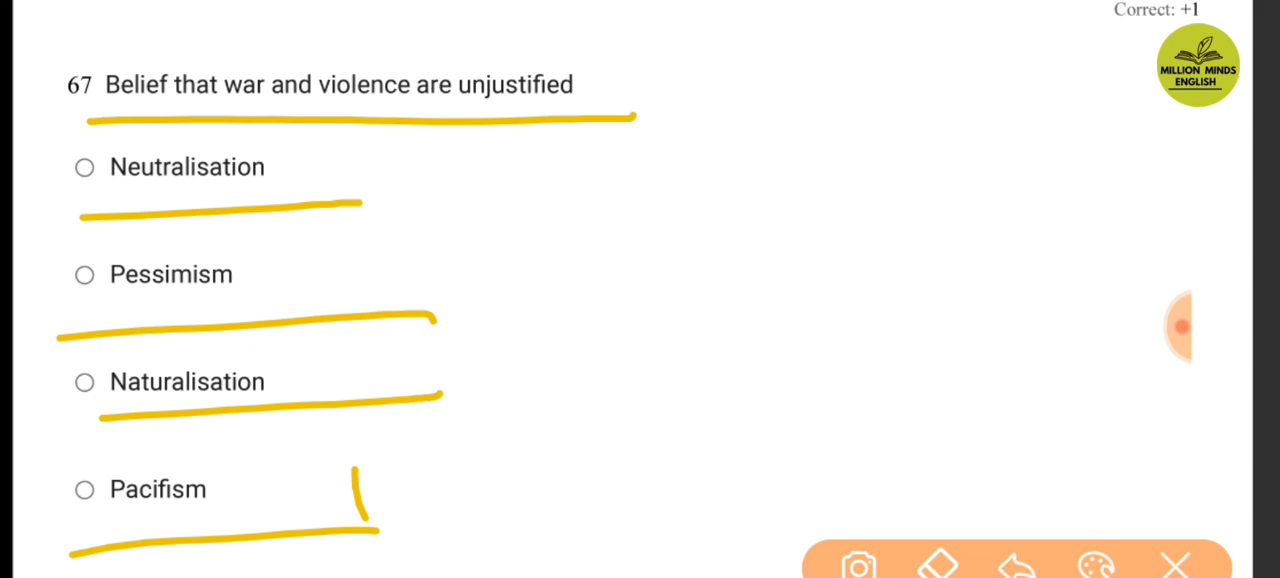 Correct: +1
MILLION MINDS
ENGLISH
67 Belief that war and violence are unjustified
Neutralisation
Pessimism
Naturalisation
Pacifism